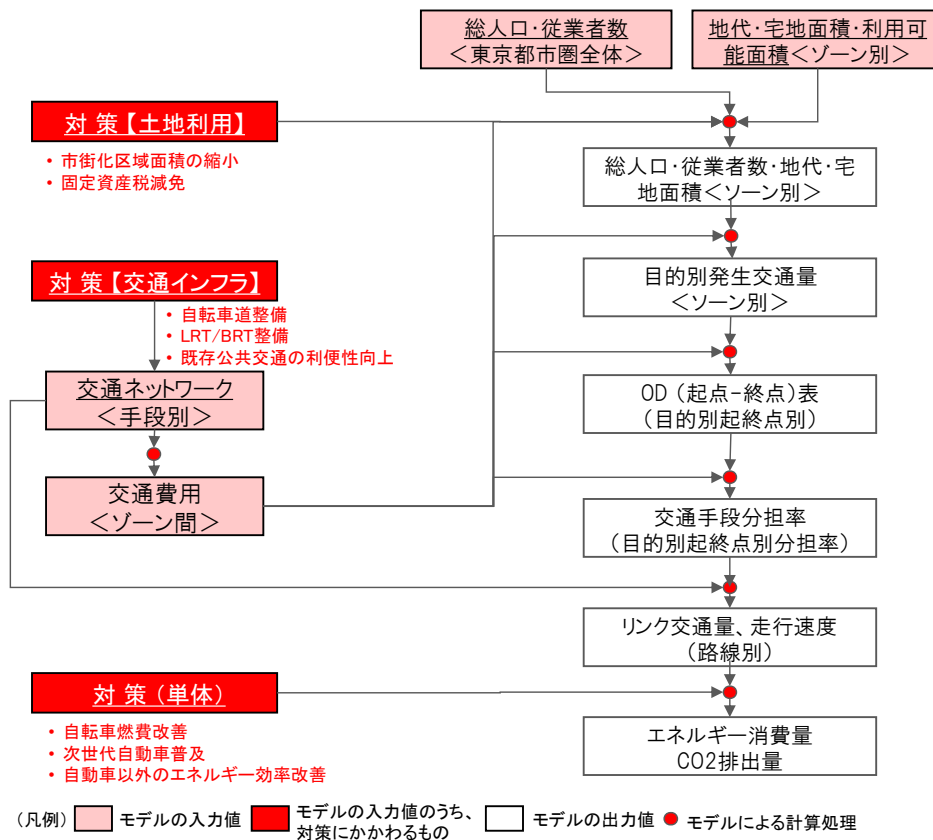 総人口・従業者数
＜東京都市圏全体＞
地代・宅地面積・利用可
能面積＜ゾーン別＞
対 策【土地利用】
• 市街化区域面積の縮小
• 固定資産税減免
総人口・従業者数・地代・宅
地面積＜ゾーン別＞
対 策【交通インフラ】
• 自転車道整備
• LRT/BRT整備
• 既存公共交通の利便性向上
目的別発生交通量
＜ゾーン別＞
交通ネットワーク
＜手段別＞
OD（起点-終点）表
（目的別起終点別）
交通費用
＜ゾーン間＞
交通手段分担率
（目的別起終点別分担率）
リンク交通量、走行速度
（路線別）
対 策（単体）
• 自転車燃費改善
• 次世代自動車普及
• 自動車以外のエネルギー効率改善
エネルギー消費量
CO2排出量
（凡例）
モデルの入力値
モデルの入力値のうち、
対策にかかわるもの
モデルの出力値
モデルによる計算処理